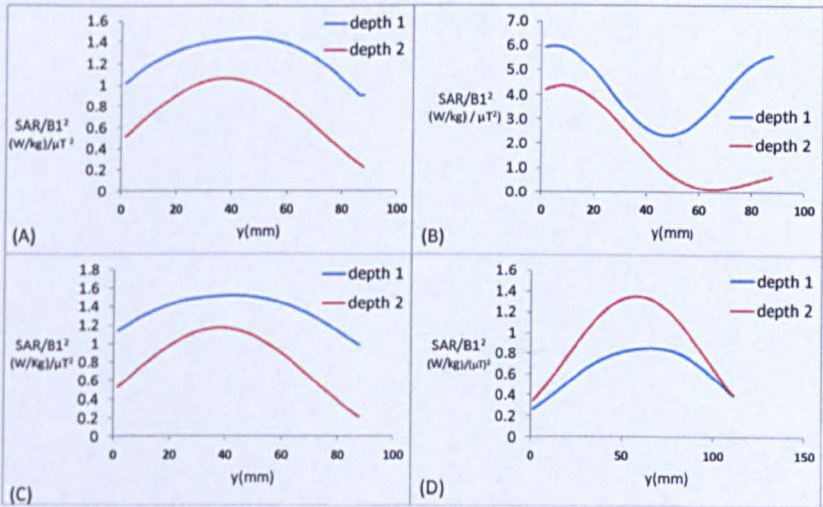 1.6
1.4
1.2
1
0.8
0.6
0.4
0.2
0
0 20 40 60 80 100
SAR/B1²
(W/kg)/µT²
y(mm)
depth 1
depth 2
(A)
7.0
6.0
5.0
4.0
3.0
2.0
1.0
0.0
0 20 40 60 80 100
SAR/B1²
(W/kg) / µT²)
y(mm)
depth 1
depth 2
(B)
1.8
1.6
1.4
1.2
1
0.8
0.6
0.4
0.2
0
0 20 40 60 80 100
SAR/B1²
(W/Kg)/µT²
y(mm)
depth 1
depth 2
(C)
1.6
1.4
1.2
1
0.8
0.6
0.4
0.2
0
0 50 100 150
SAR/B1²
(W/kg)/(µT)²
y(mm)
depth 1
depth 2
(D)